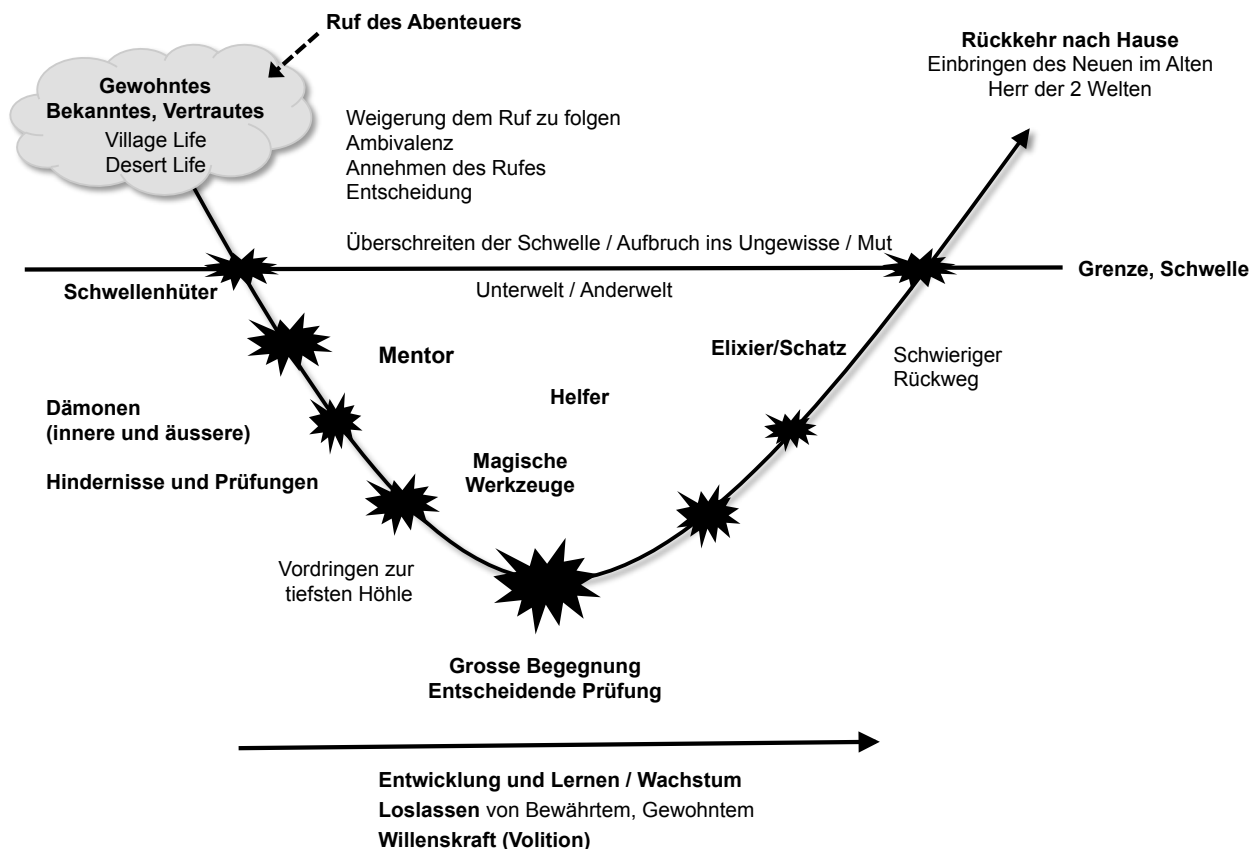 Ruf des Abenteuers
Gewohntes
Bekanntes, Vertrautes
Village Life
Desert Life
Rückkehr nach Hause
Einbringen des Neuen im Alten
Herr der 2 Welten
Weigerung dem Ruf zu folgen
Ambivalenz
Annehmen des Rufes
Entscheidung
Überschreiten der Schwelle / Aufbruch ins Ungewisse / Mut
Grenze, Schwelle
Schwellenhüter
Unterwelt / Anderwelt
Mentor
Elixier/Schatz
Schwieriger
Rückweg
Helfer
Dämonen
(innere und äussere)
Magische
Werkzeuge
Hindernisse und Prüfungen
Vordringen zur
tiefsten Höhle
Grosse Begegnung
Entscheidende Prüfung
Entwicklung und Lernen / Wachstum
Loslassen von Bewährtem, Gewohntem
Willenskraft (Volition)